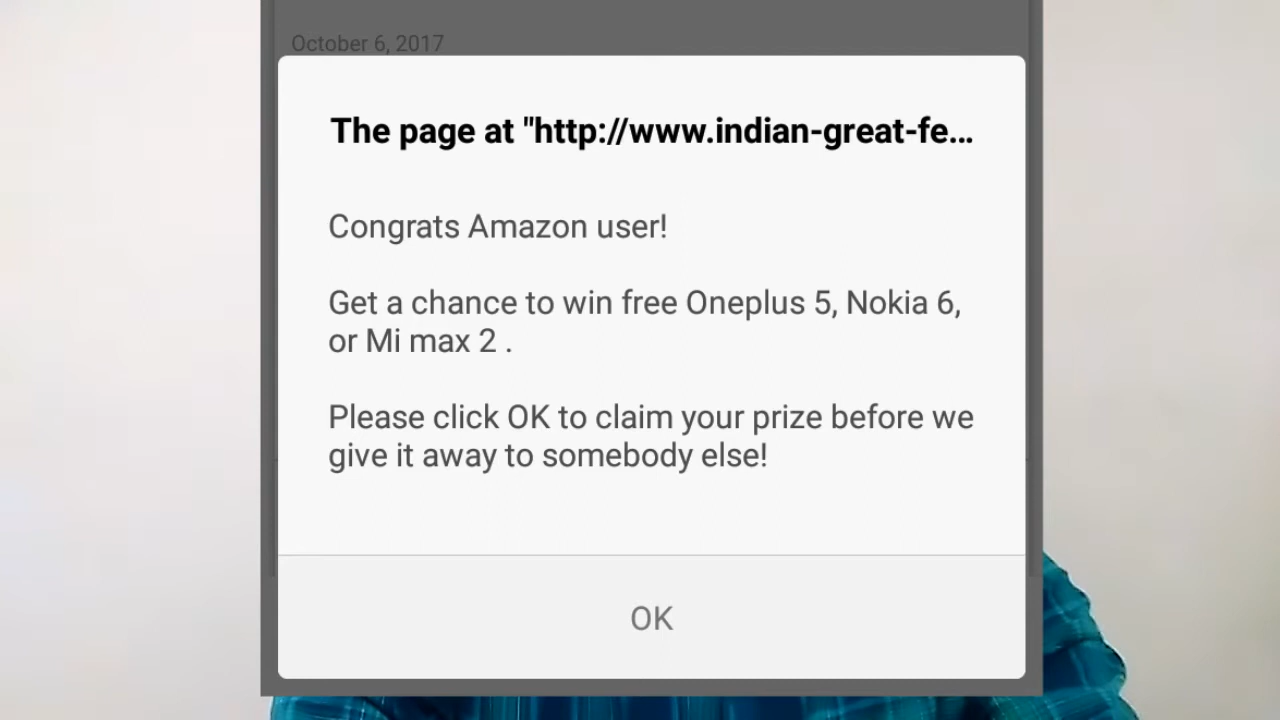 October 6, 2017
The page at "http://www.indian-great-fe...
Congrats Amazon user!
Get a chance to win free Oneplus 5, Nokia 6,
or Mi max 2 .
Please click OK to claim your prize before we
give it away to somebody else!
OK